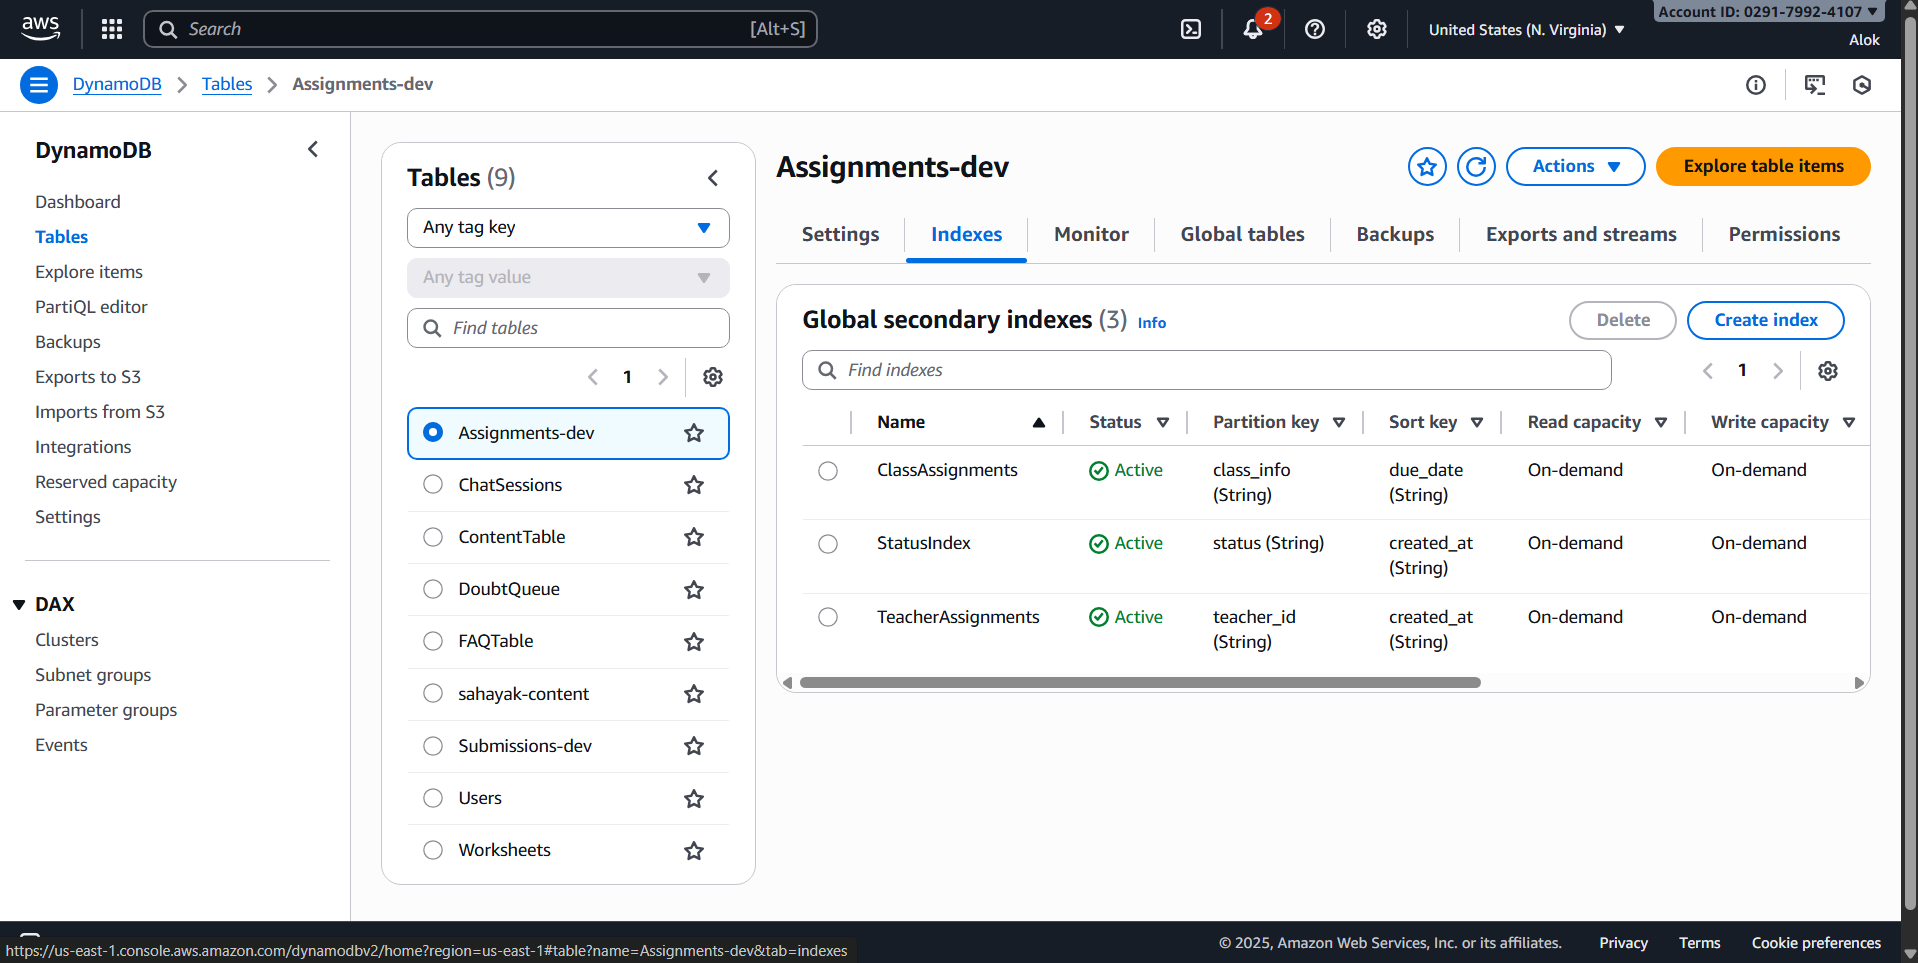 aws
Search
[Alt+S]
2
United States (N. Virginia)
Account ID: 0291-7992-4107
Alok
DynamoDB
Tables
Assignments-dev
DynamoDB
Dashboard
Tables
Explore items
PartiQL editor
Backups
Exports to S3
Imports from S3
Integrations
Reserved capacity
Settings
DAX
Clusters
Subnet groups
Parameter groups
Events
Tables (9)
Any tag key
Any tag value
Find tables
1
Assignments-dev
ChatSessions
ContentTable
DoubtQueue
FAQTable
sahayak-content
Submissions-dev
Users
Worksheets
Assignments-dev
Actions
Explore table items
Settings
Indexes
Monitor
Global tables
Backups
Exports and streams
Permissions
Global secondary indexes (3) Info
Delete
Create index
Find indexes
1
Name Status Partition key Sort key Read capacity Write capacity
ClassAssignments Active class_info (String) due_date (String) On-demand On-demand
StatusIndex Active status (String) created_at (String) On-demand On-demand
TeacherAssignments Active teacher_id (String) created_at (String) On-demand On-demand
https://us-east-1.console.aws.amazon.com/dynamodbv2/home?region=us-east-1#table?name=Assignments-dev&tab=indexes
© 2025, Amazon Web Services, Inc. or its affiliates.
Privacy
Terms
Cookie preferences